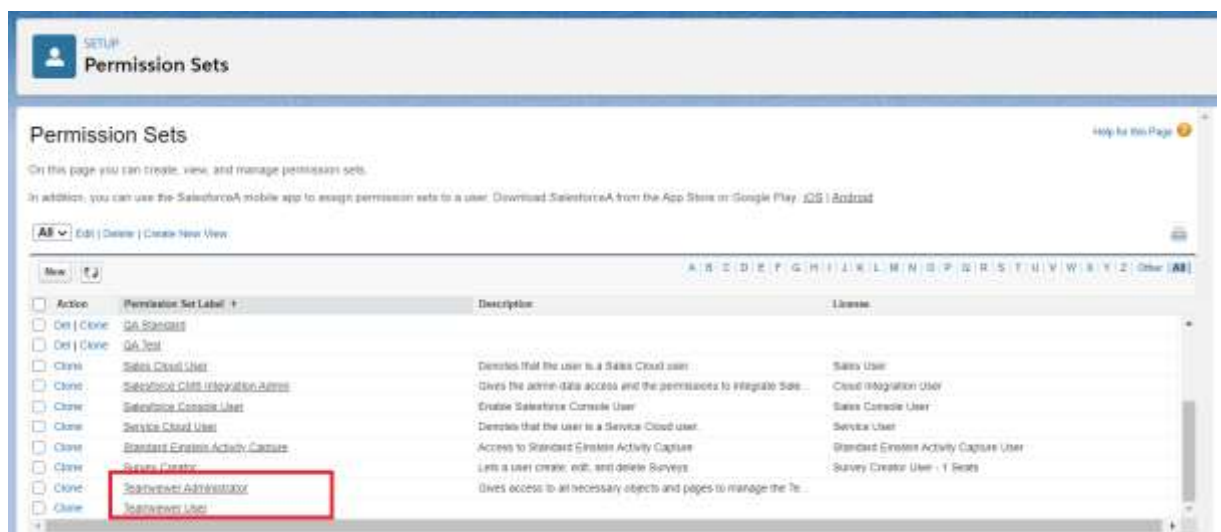 SETUP
Permission Sets
Permission Sets
Help for this Page
On this page you can create, view, and manage permission sets.
In addition, you can use the SalesforceA mobile app to assign permission sets to a user. Download SalesforceA from the App Store or Google Play. iOS | Android
All Edit | Delete | Create New View
New A B C D E F G H I J K L M N O P Q R S T U V W X Y Z Other All
Action Permission Set Label ↑ Description License
Del | Clone QA Standard
Del | Clone QA Test
Clone Sales Cloud User Denotes that the user is a Sales Cloud user. Sales User
Clone Salesforce CMS Integration Admin Gives the admin data access and the permissions to integrate Sale... Cloud Integration User
Clone Salesforce Console User Enable Salesforce Console User Sales Console User
Clone Service Cloud User Denotes that the user is a Service Cloud user. Service User
Clone Standard Einstein Activity Capture Access to Standard Einstein Activity Capture Standard Einstein Activity Capture User
Clone Survey Creator Lets a user create, edit, and delete Surveys Survey Creator User - 1 Seats
Clone Teamviewer Administrator Gives access to all necessary objects and pages to manage the Te...
Clone Teamviewer User